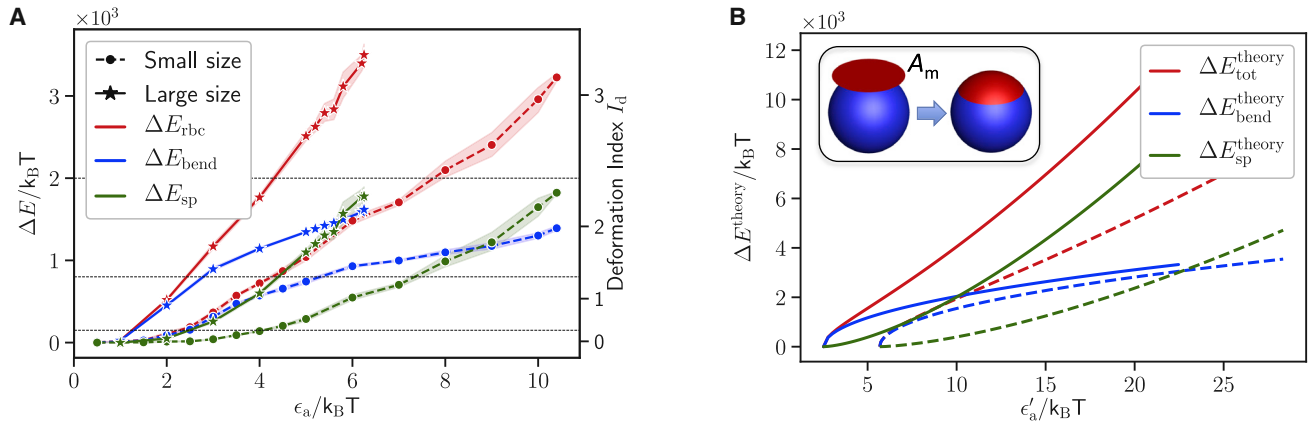 A
×10³
Small size
Large size
ΔE_rbc
ΔE_bend
ΔE_sp
ΔE/k_BT
3
2
1
0
0
2
4
6
8
10
ϵ_a/k_BT
Deformation Index I_d
3
2
1
0
B
×10³
A_m
ΔE_tot^theory
ΔE_bend^theory
ΔE_sp^theory
ΔE^theory/k_BT
12
10
8
6
4
2
0
5
10
15
20
25
ϵ′_a/k_BT